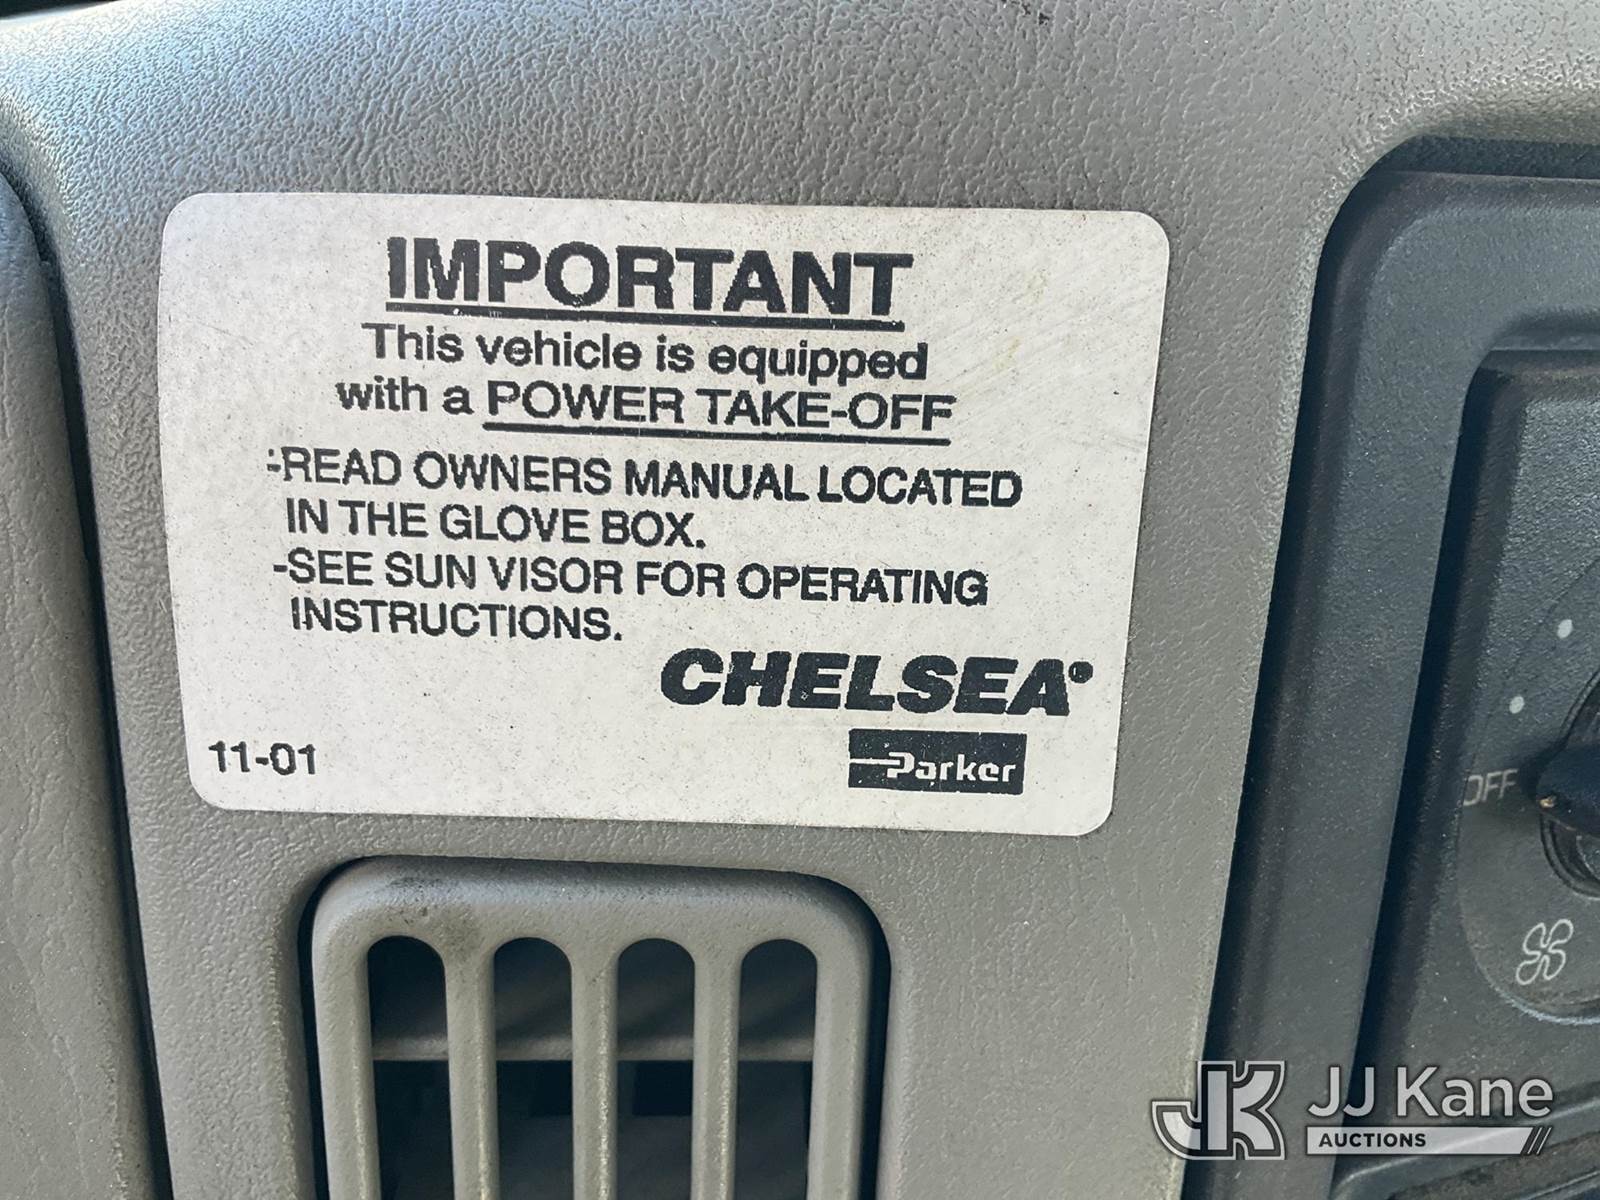 IMPORTANT
This vehicle is equipped
with a POWER TAKE-OFF
-READ OWNERS MANUAL LOCATED
IN THE GLOVE BOX.
-SEE SUN VISOR FOR OPERATING
INSTRUCTIONS.
CHELSEA®
Parker
11-01
OFF
JK
JJ Kane
AUCTIONS